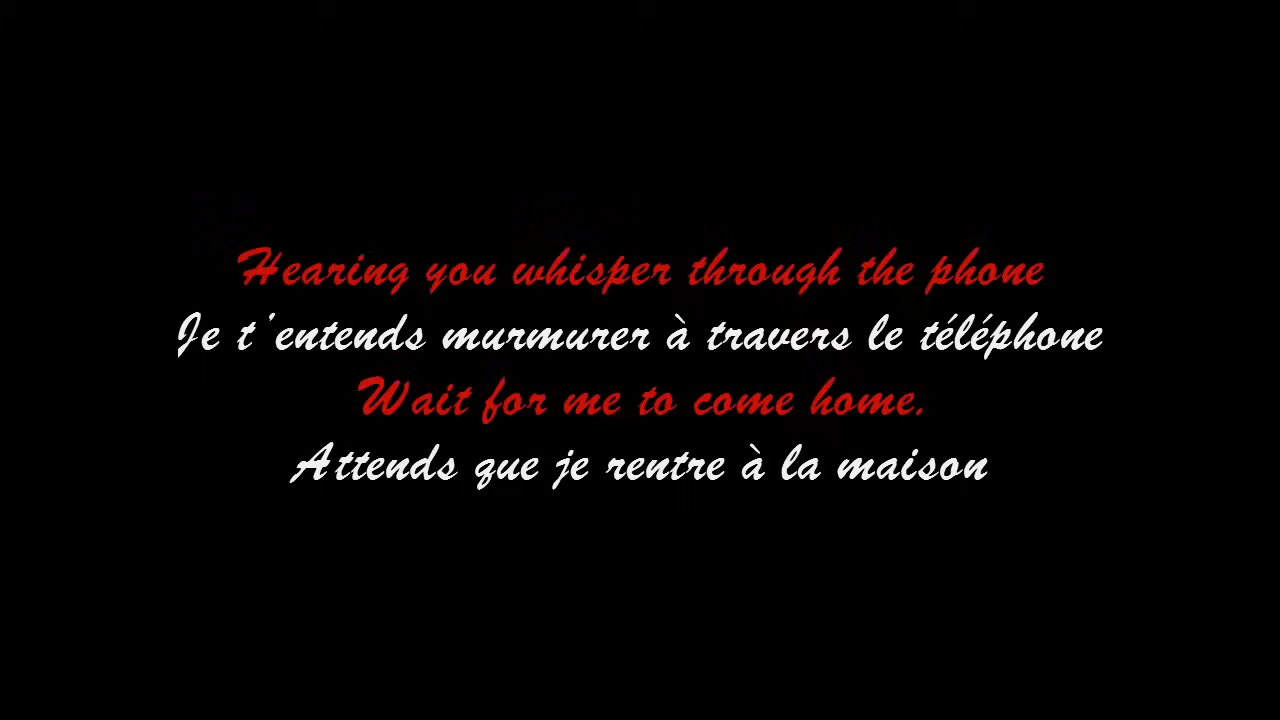 Hearing you whisper through the phone
Je t'entends murmurer à travers le téléphone
Wait for me to come home.
Attends que je rentre à la maison